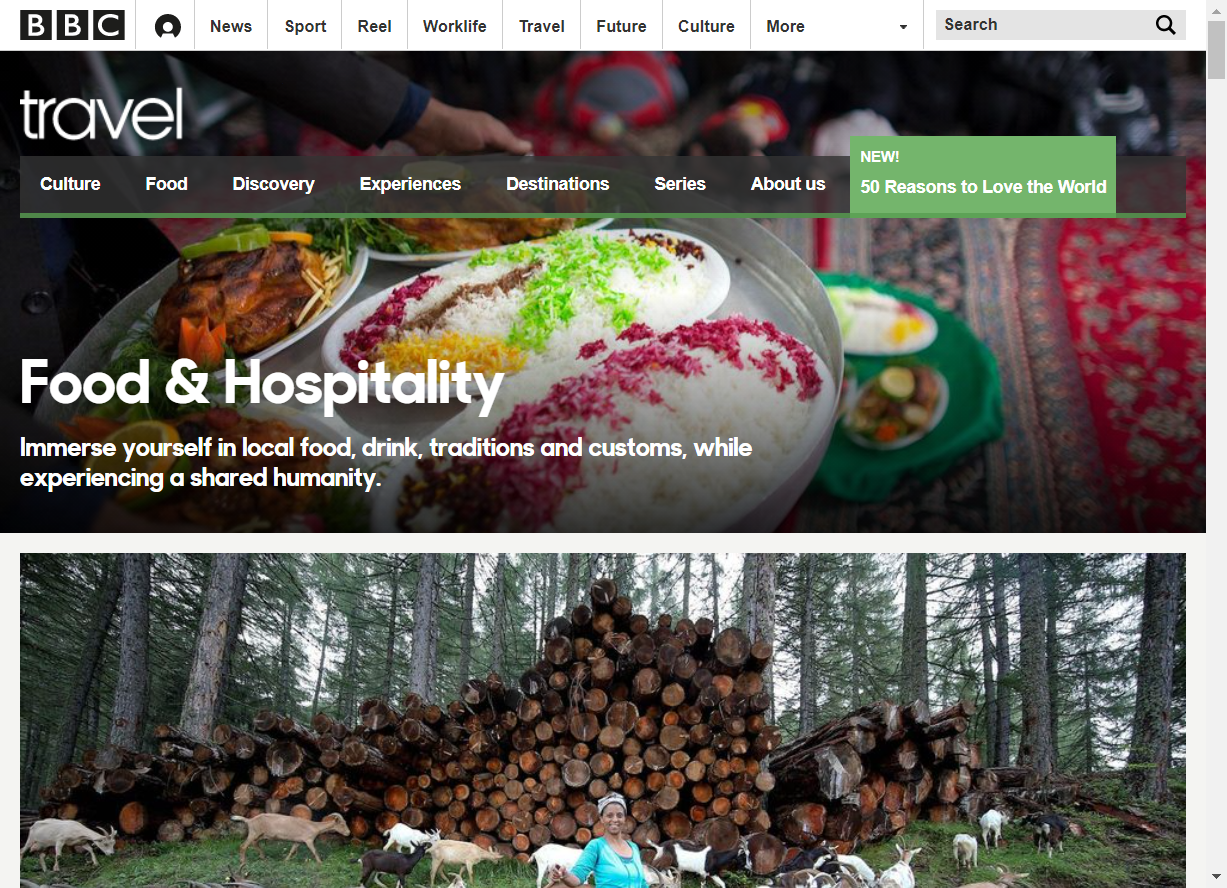 BBC
News
Sport
Reel
Worklife
Travel
Future
Culture
More
Search
travel
Culture
Food
Discovery
Experiences
Destinations
Series
About us
NEW!
50 Reasons to Love the World
Food & Hospitality
Immerse yourself in local food, drink, traditions and customs, while
experiencing a shared humanity.